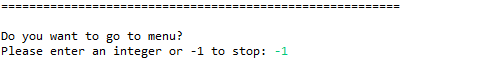 =========================================================
Do you want to go to menu?
Please enter an integer or -1 to stop: -1